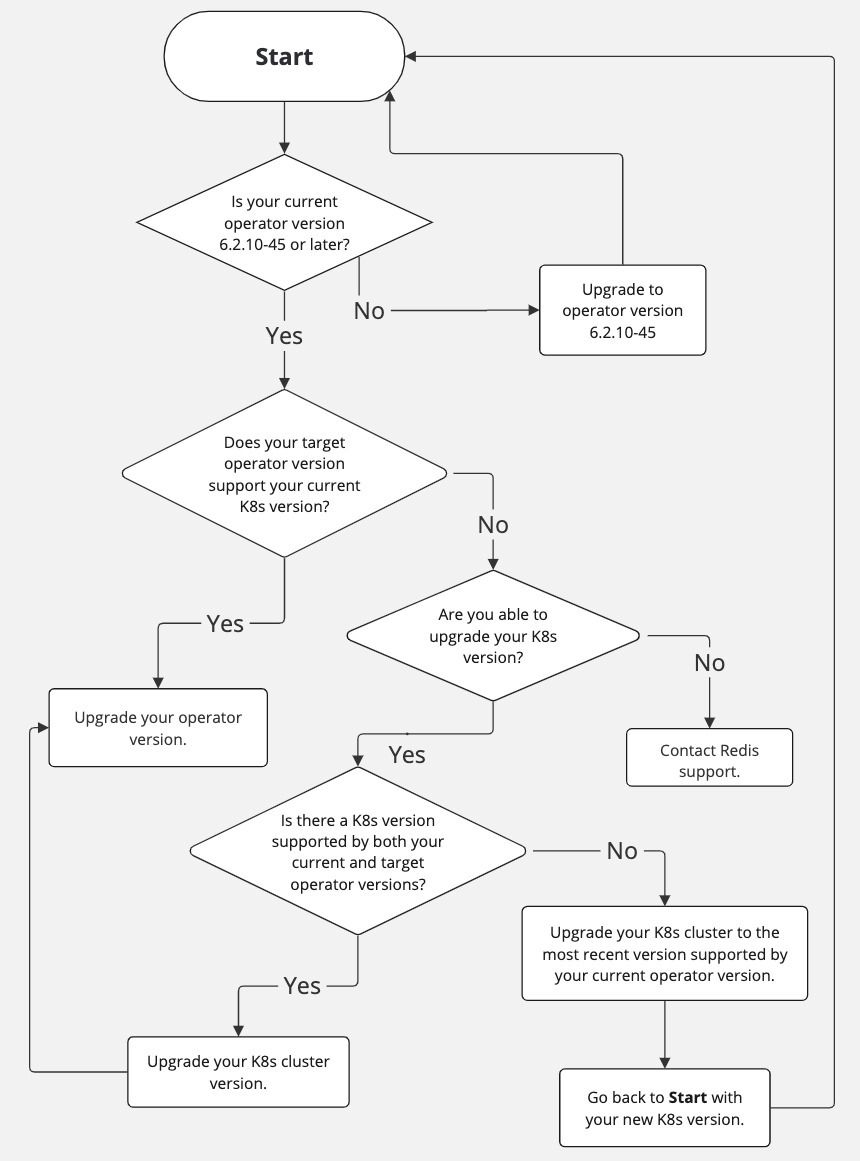 Start
Is your current
operator version
6.2.10-45 or later?
No
Upgrade to
operator version
6.2.10-45
Yes
Does your target
operator version
support your current
K8s version?
No
Are you able to
upgrade your K8s
version?
Yes
No
Upgrade your operator
version.
Contact Redis
support.
Yes
Is there a K8s version
supported by both your
current and target
operator versions?
No
Upgrade your K8s cluster to the
most recent version supported by
your current operator version.
Yes
Upgrade your K8s cluster
version.
Go back to Start with
your new K8s version.